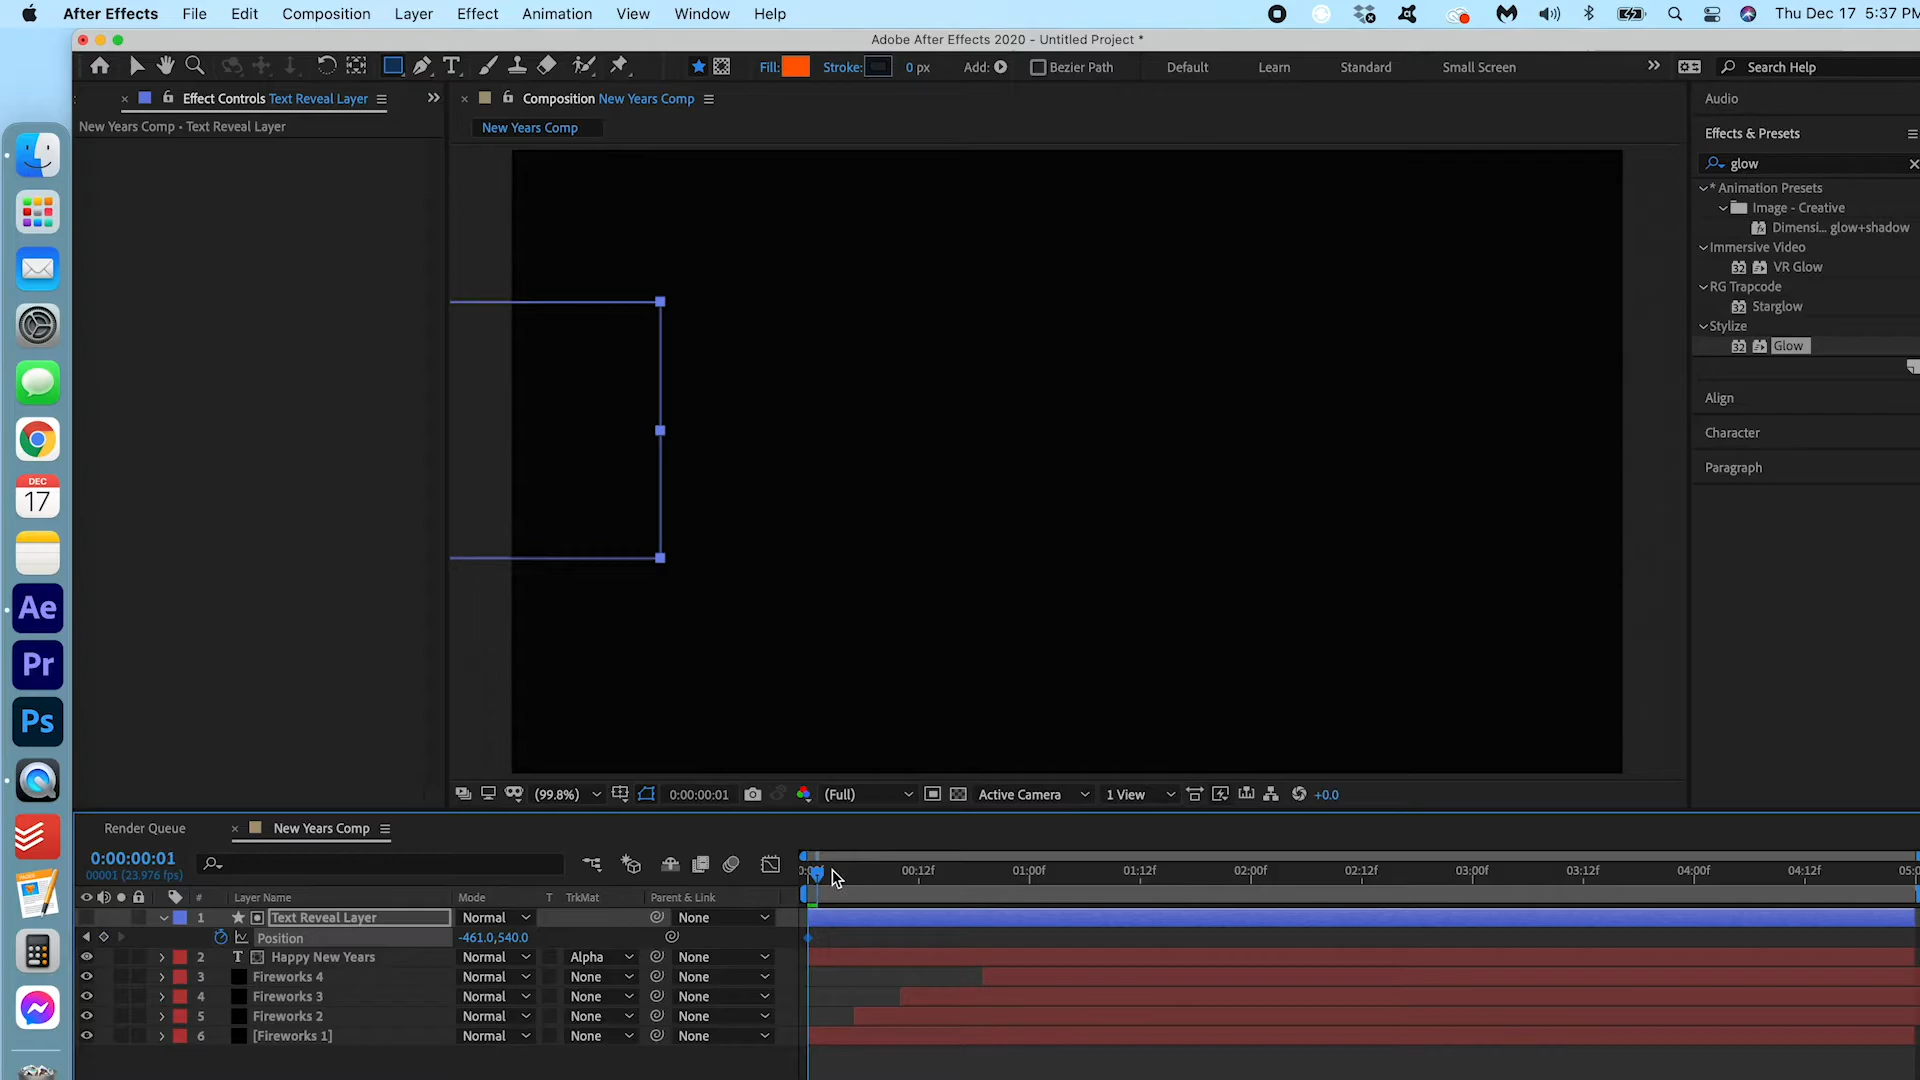 After Effects File Edit Composition Layer Effect Animation View Window Help Thu Dec 17 5:37 PM
Adobe After Effects 2020 - Untitled Project *
Fill: Stroke: 0 px Add: Bezier Path Default Learn Standard Small Screen Search Help
Effect Controls Text Reveal Layer
Composition New Years Comp
Audio
New Years Comp • Text Reveal Layer
New Years Comp
Effects & Presets
glow
* Animation Presets
Image - Creative
Dimensi... glow+shadow
Immersive Video
32 VR Glow
RG Trapcode
32 Starglow
Stylize
32 Glow
Align
Character
Paragraph
DEC
17
Ae
Pr
Ps
(99.8%) 0:00:00:01 (Full) Active Camera 1 View +0.0
Render Queue New Years Comp
0:00:00:01
00001 (23.976 fps)
00:12f 01:00f 01:12f 02:00f 02:12f 03:00f 03:12f 04:00f 04:12f
# Layer Name Mode T TrkMat Parent & Link
1 Text Reveal Layer Normal None
Position -461.0,540.0
2 T Happy New Years Normal Alpha None
3 Fireworks 4 Normal None None
4 Fireworks 3 Normal None None
5 Fireworks 2 Normal None None
6 [Fireworks 1] Normal None None